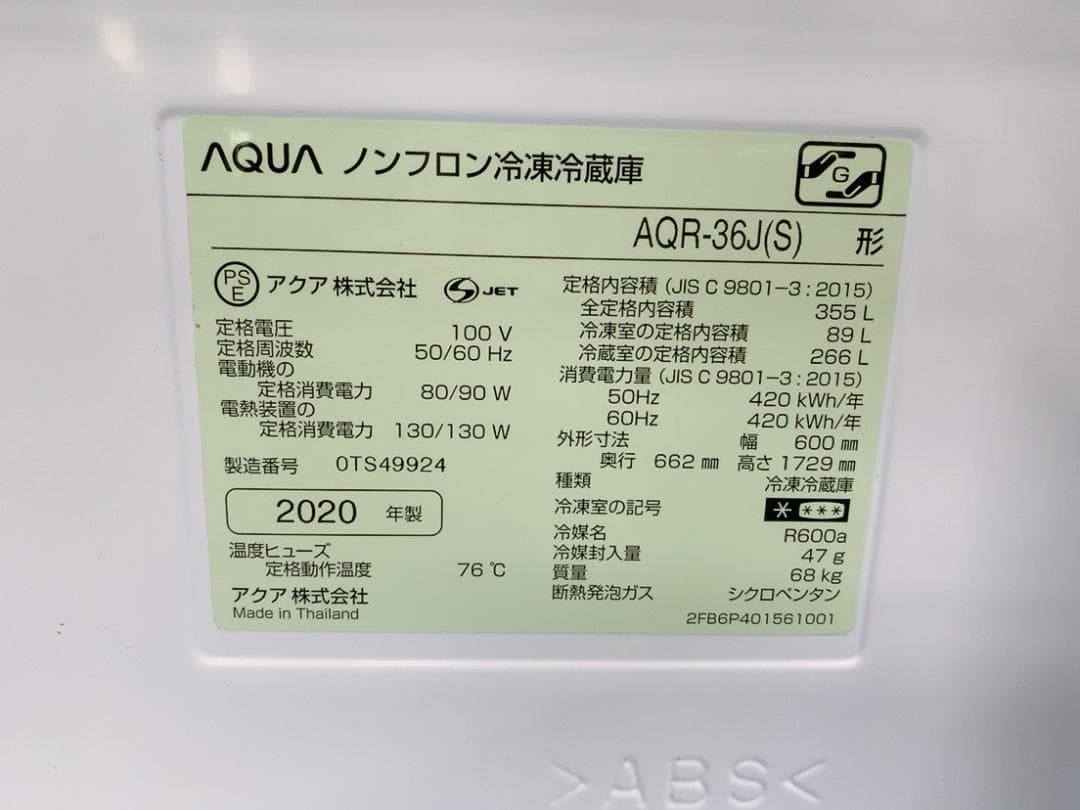 AQUA ノンフロン冷凍冷蔵庫
G
AQR-36J(S) 形
PSE アクア 株式会社 S JET
定格電圧 100 V
定格周波数 50/60 Hz
電動機の
定格消費電力 80/90 W
電熱装置の
定格消費電力 130/130 W
製造番号 0TS49924
2020 年製
温度ヒューズ
定格動作温度 76 ℃
アクア 株式会社
Made in Thailand
定格内容積 (JIS C 9801-3 : 2015)
全定格内容積 355 L
冷凍室の定格内容積 89 L
冷蔵室の定格内容積 266 L
消費電力量 (JIS C 9801-3 : 2015)
50Hz 420 kWh/年
60Hz 420 kWh/年
外形寸法 幅 600 mm
奥行 662 mm 高さ 1729 mm
種類 冷凍冷蔵庫
冷凍室の記号 * ***
冷媒名 R600a
冷媒封入量 47 g
質量 68 kg
断熱発泡ガス シクロペンタン
2FB6P401561001
>ABS<